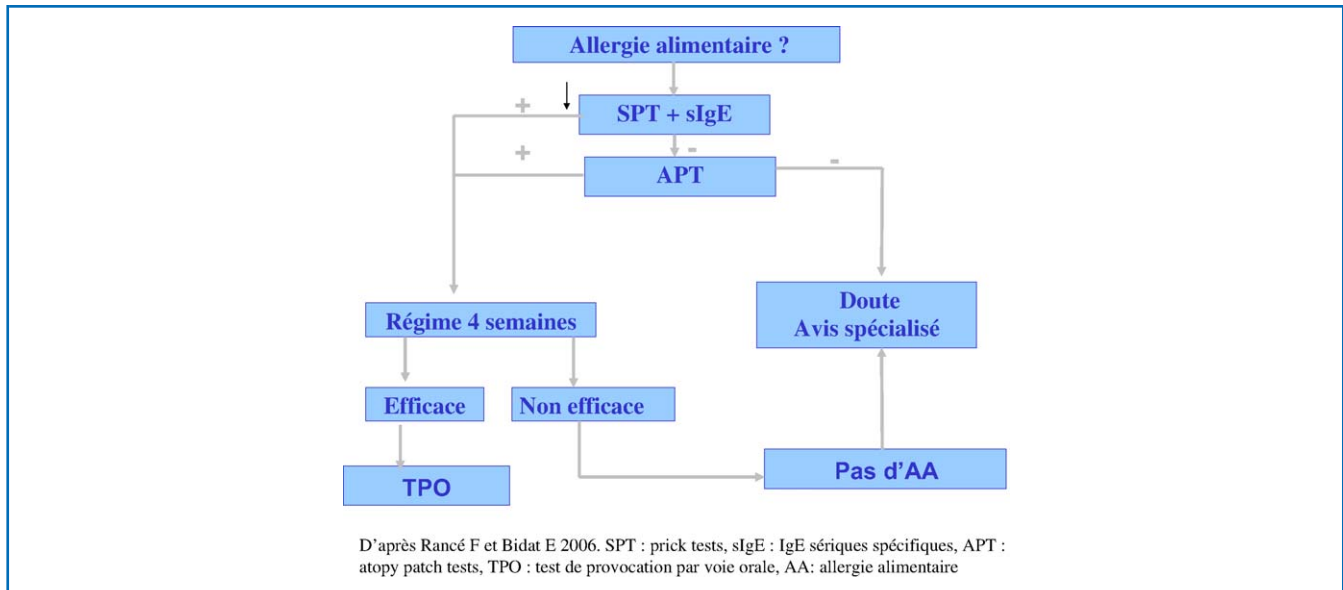 Allergie alimentaire ?
+
SPT + sIgE
+
-
-
APT
Régime 4 semaines
Doute
Avis spécialisé
Efficace
Non efficace
Pas d’AA
TPO
D’après Rancé F et Bidat E 2006. SPT : prick tests, sIgE : IgE sériques spécifiques, APT :
atopy patch tests, TPO : test de provocation par voie orale, AA: allergie alimentaire